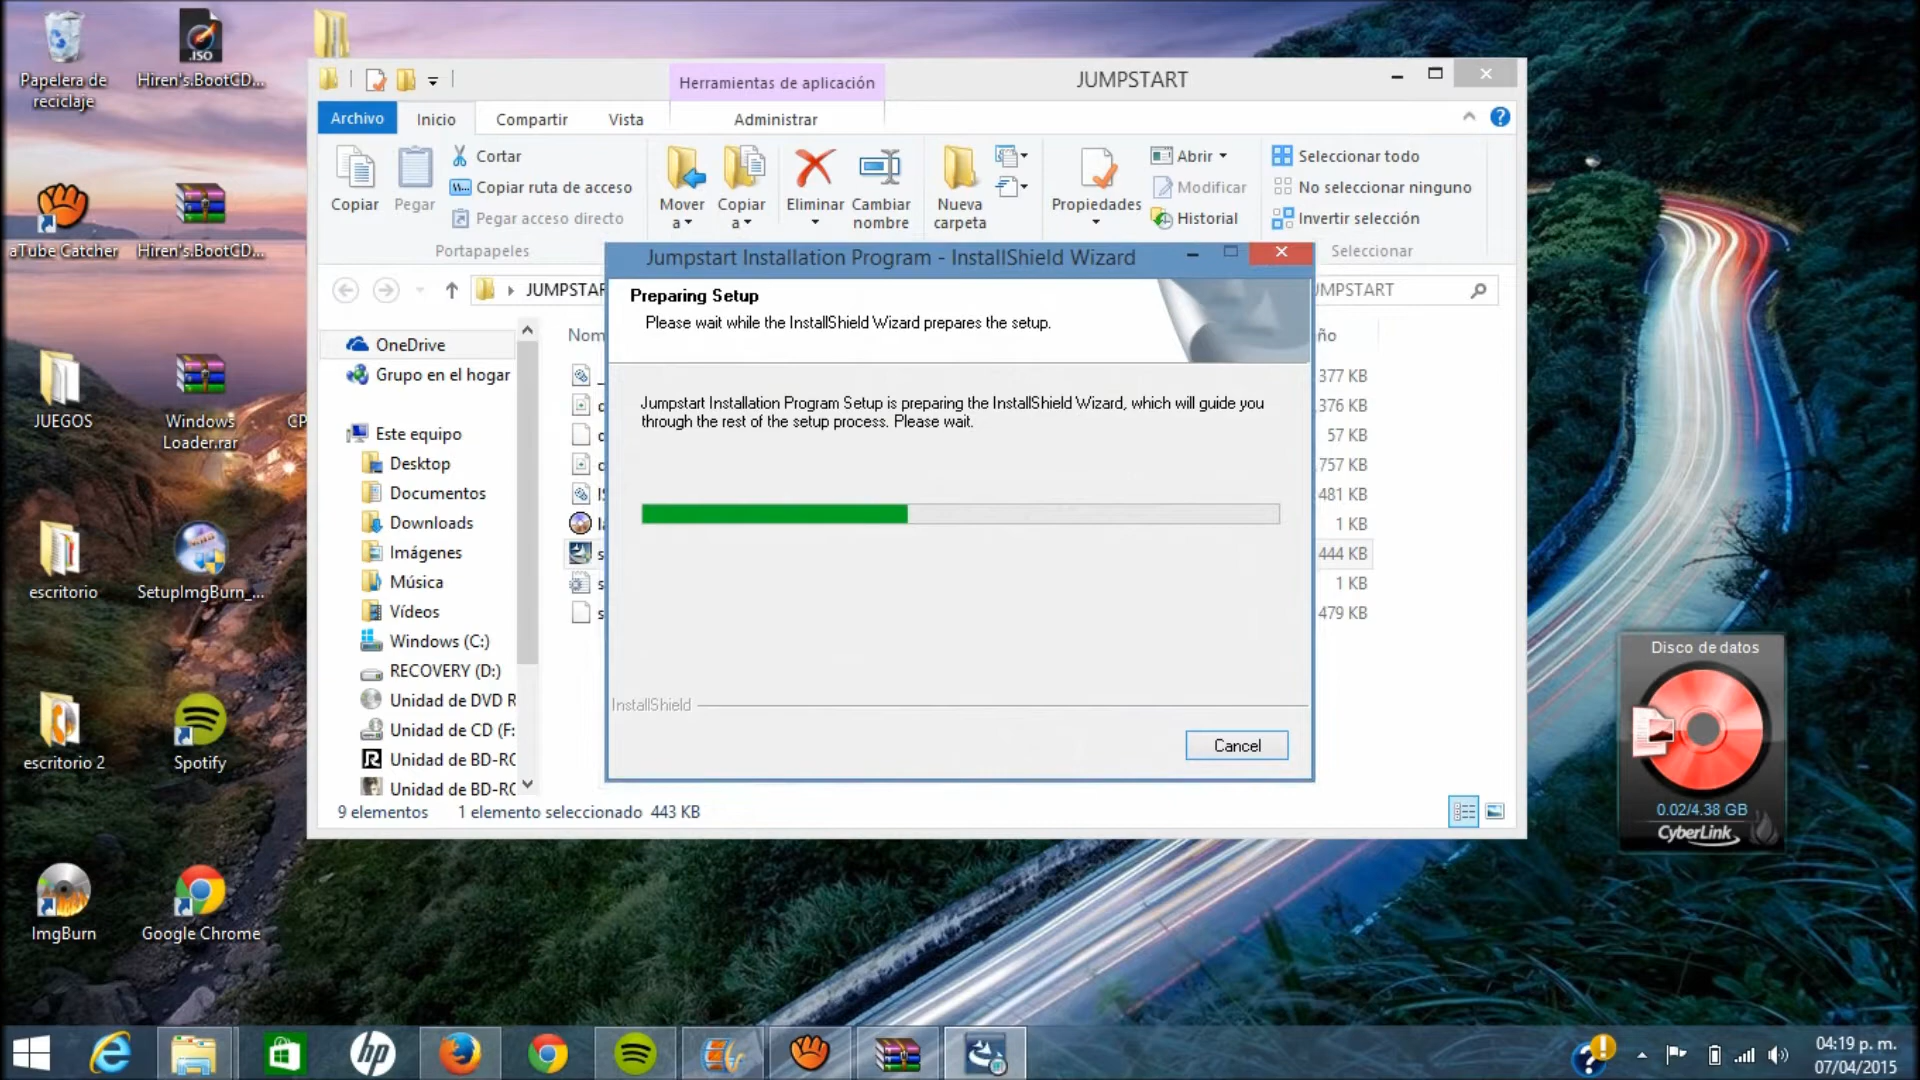 Papelera de
reciclaje
.ISO
Hiren's.BootCD...
aTube Catcher
Hiren's.BootCD...
JUEGOS
Windows
Loader.rar
CP
escritorio
SetupImgBurn_...
escritorio 2
Spotify
ImgBurn
Google Chrome
Herramientas de aplicación
JUMPSTART
Archivo
Inicio
Compartir
Vista
Administrar
Copiar
Pegar
Cortar
Copiar ruta de acceso
Pegar acceso directo
Portapapeles
Mover
a
Copiar
a
Eliminar
Cambiar
nombre
Nueva
carpeta
Propiedades
Abrir
Modificar
Historial
Seleccionar todo
No seleccionar ninguno
Invertir selección
Seleccionar
JUMPSTAR
JMPSTART
OneDrive
Grupo en el hogar
Este equipo
Desktop
Documentos
Downloads
Imágenes
Música
Vídeos
Windows (C:)
RECOVERY (D:)
Unidad de DVD R
Unidad de CD (F:
Unidad de BD-RO
Unidad de BD-RO
Nom
ño
377 KB
,376 KB
57 KB
,757 KB
481 KB
1 KB
444 KB
1 KB
479 KB
9 elementos
1 elemento seleccionado 443 KB
Jumpstart Installation Program - InstallShield Wizard
Preparing Setup
Please wait while the InstallShield Wizard prepares the setup.
Jumpstart Installation Program Setup is preparing the InstallShield Wizard, which will guide you
through the rest of the setup process. Please wait.
InstallShield
Cancel
Disco de datos
0.02/4.38 GB
CyberLink
hp
04:19 p. m.
07/04/2015